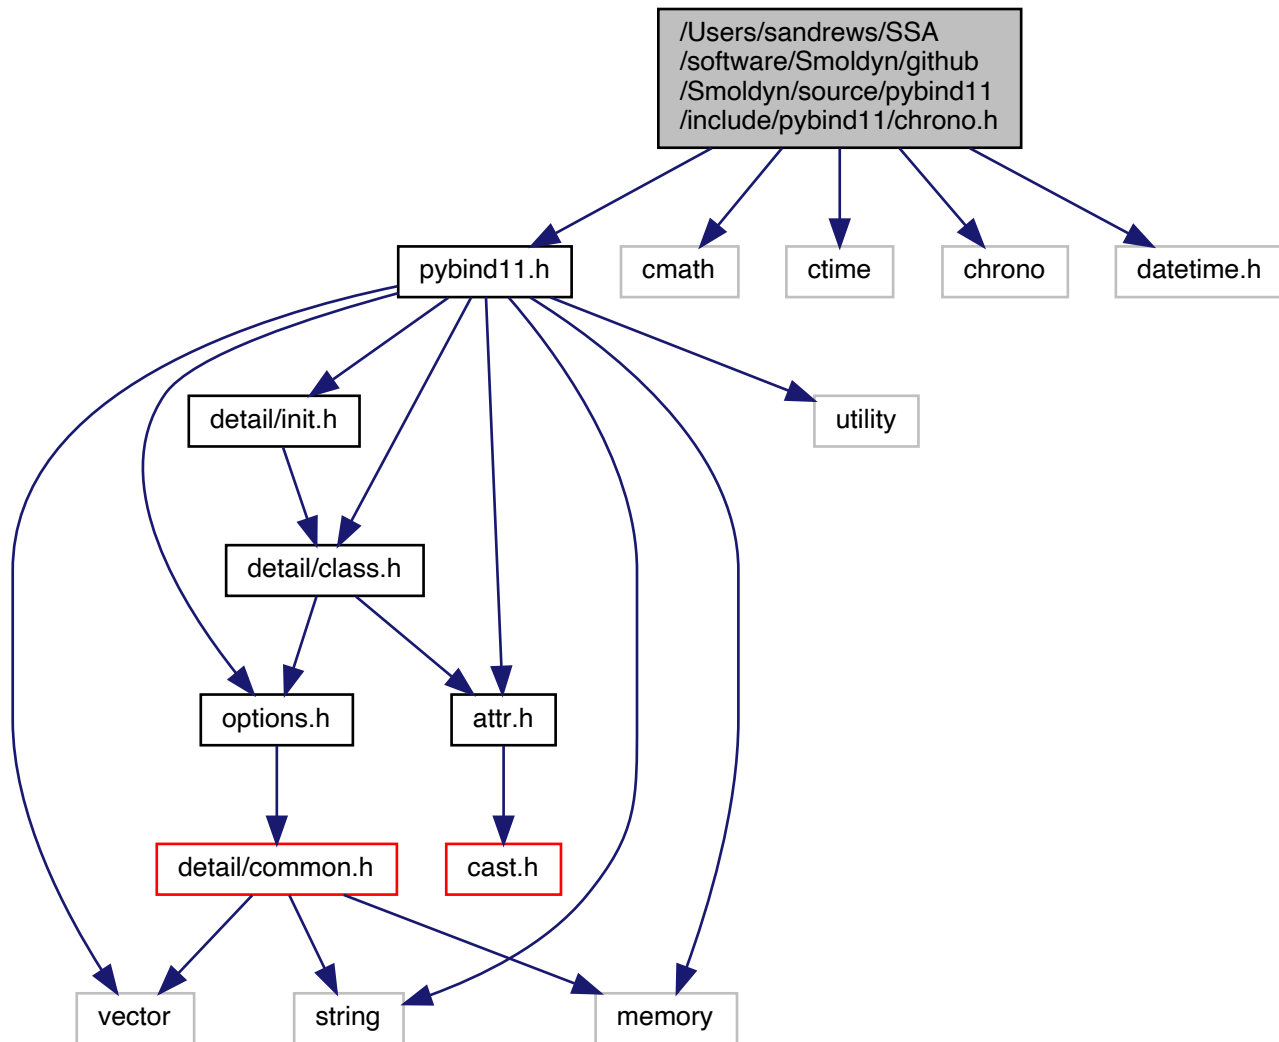 /Users/sandrews/SSA
/software/Smoldyn/github
/Smoldyn/source/pybind11
/include/pybind11/chrono.h
pybind11.h
cmath
ctime
chrono
datetime.h
detail/init.h
utility
detail/class.h
options.h
attr.h
detail/common.h
cast.h
vector
string
memory